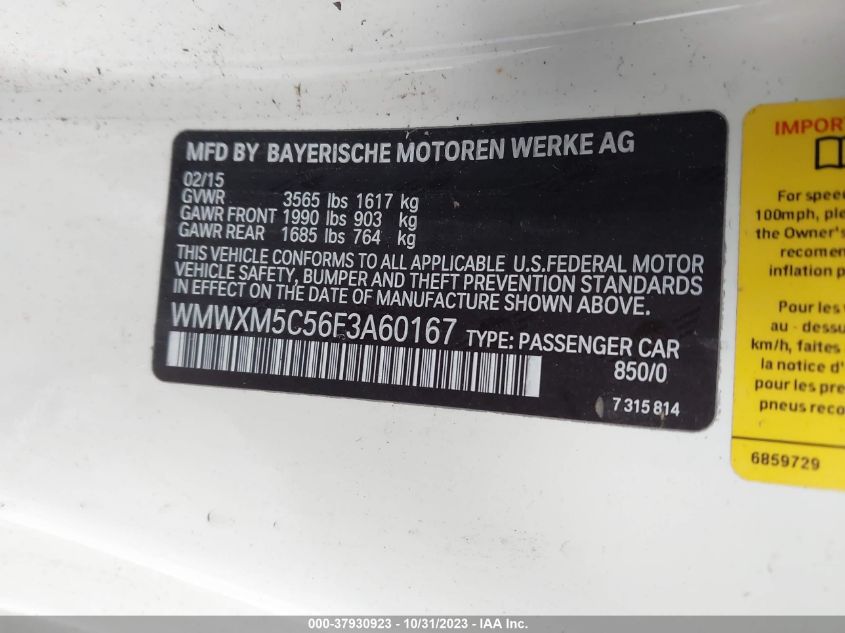 MFD BY BAYERISCHE MOTOREN WERKE AG
02/15
GVWR 3565 lbs 1617 kg
GAWR FRONT 1990 lbs 903 kg
GAWR REAR 1685 lbs 764 kg
THIS VEHICLE CONFORMS TO ALL APPLICABLE U.S.FEDERAL MOTOR
VEHICLE SAFETY, BUMPER AND THEFT PREVENTION STANDARDS
IN EFFECT ON THE DATE OF MANUFACTURE SHOWN ABOVE.
WMWXM5C56F3A60167 TYPE: PASSENGER CAR
850/0
7 315 814
IMPOR
For speed
100mph, ple
the Owner's
recomen
inflation p
Pour les v
au - dessu
km/h, faites
la notice d'
pour les pre
pneus reco
6859729
000-37930923 - 10/31/2023 - IAA Inc.